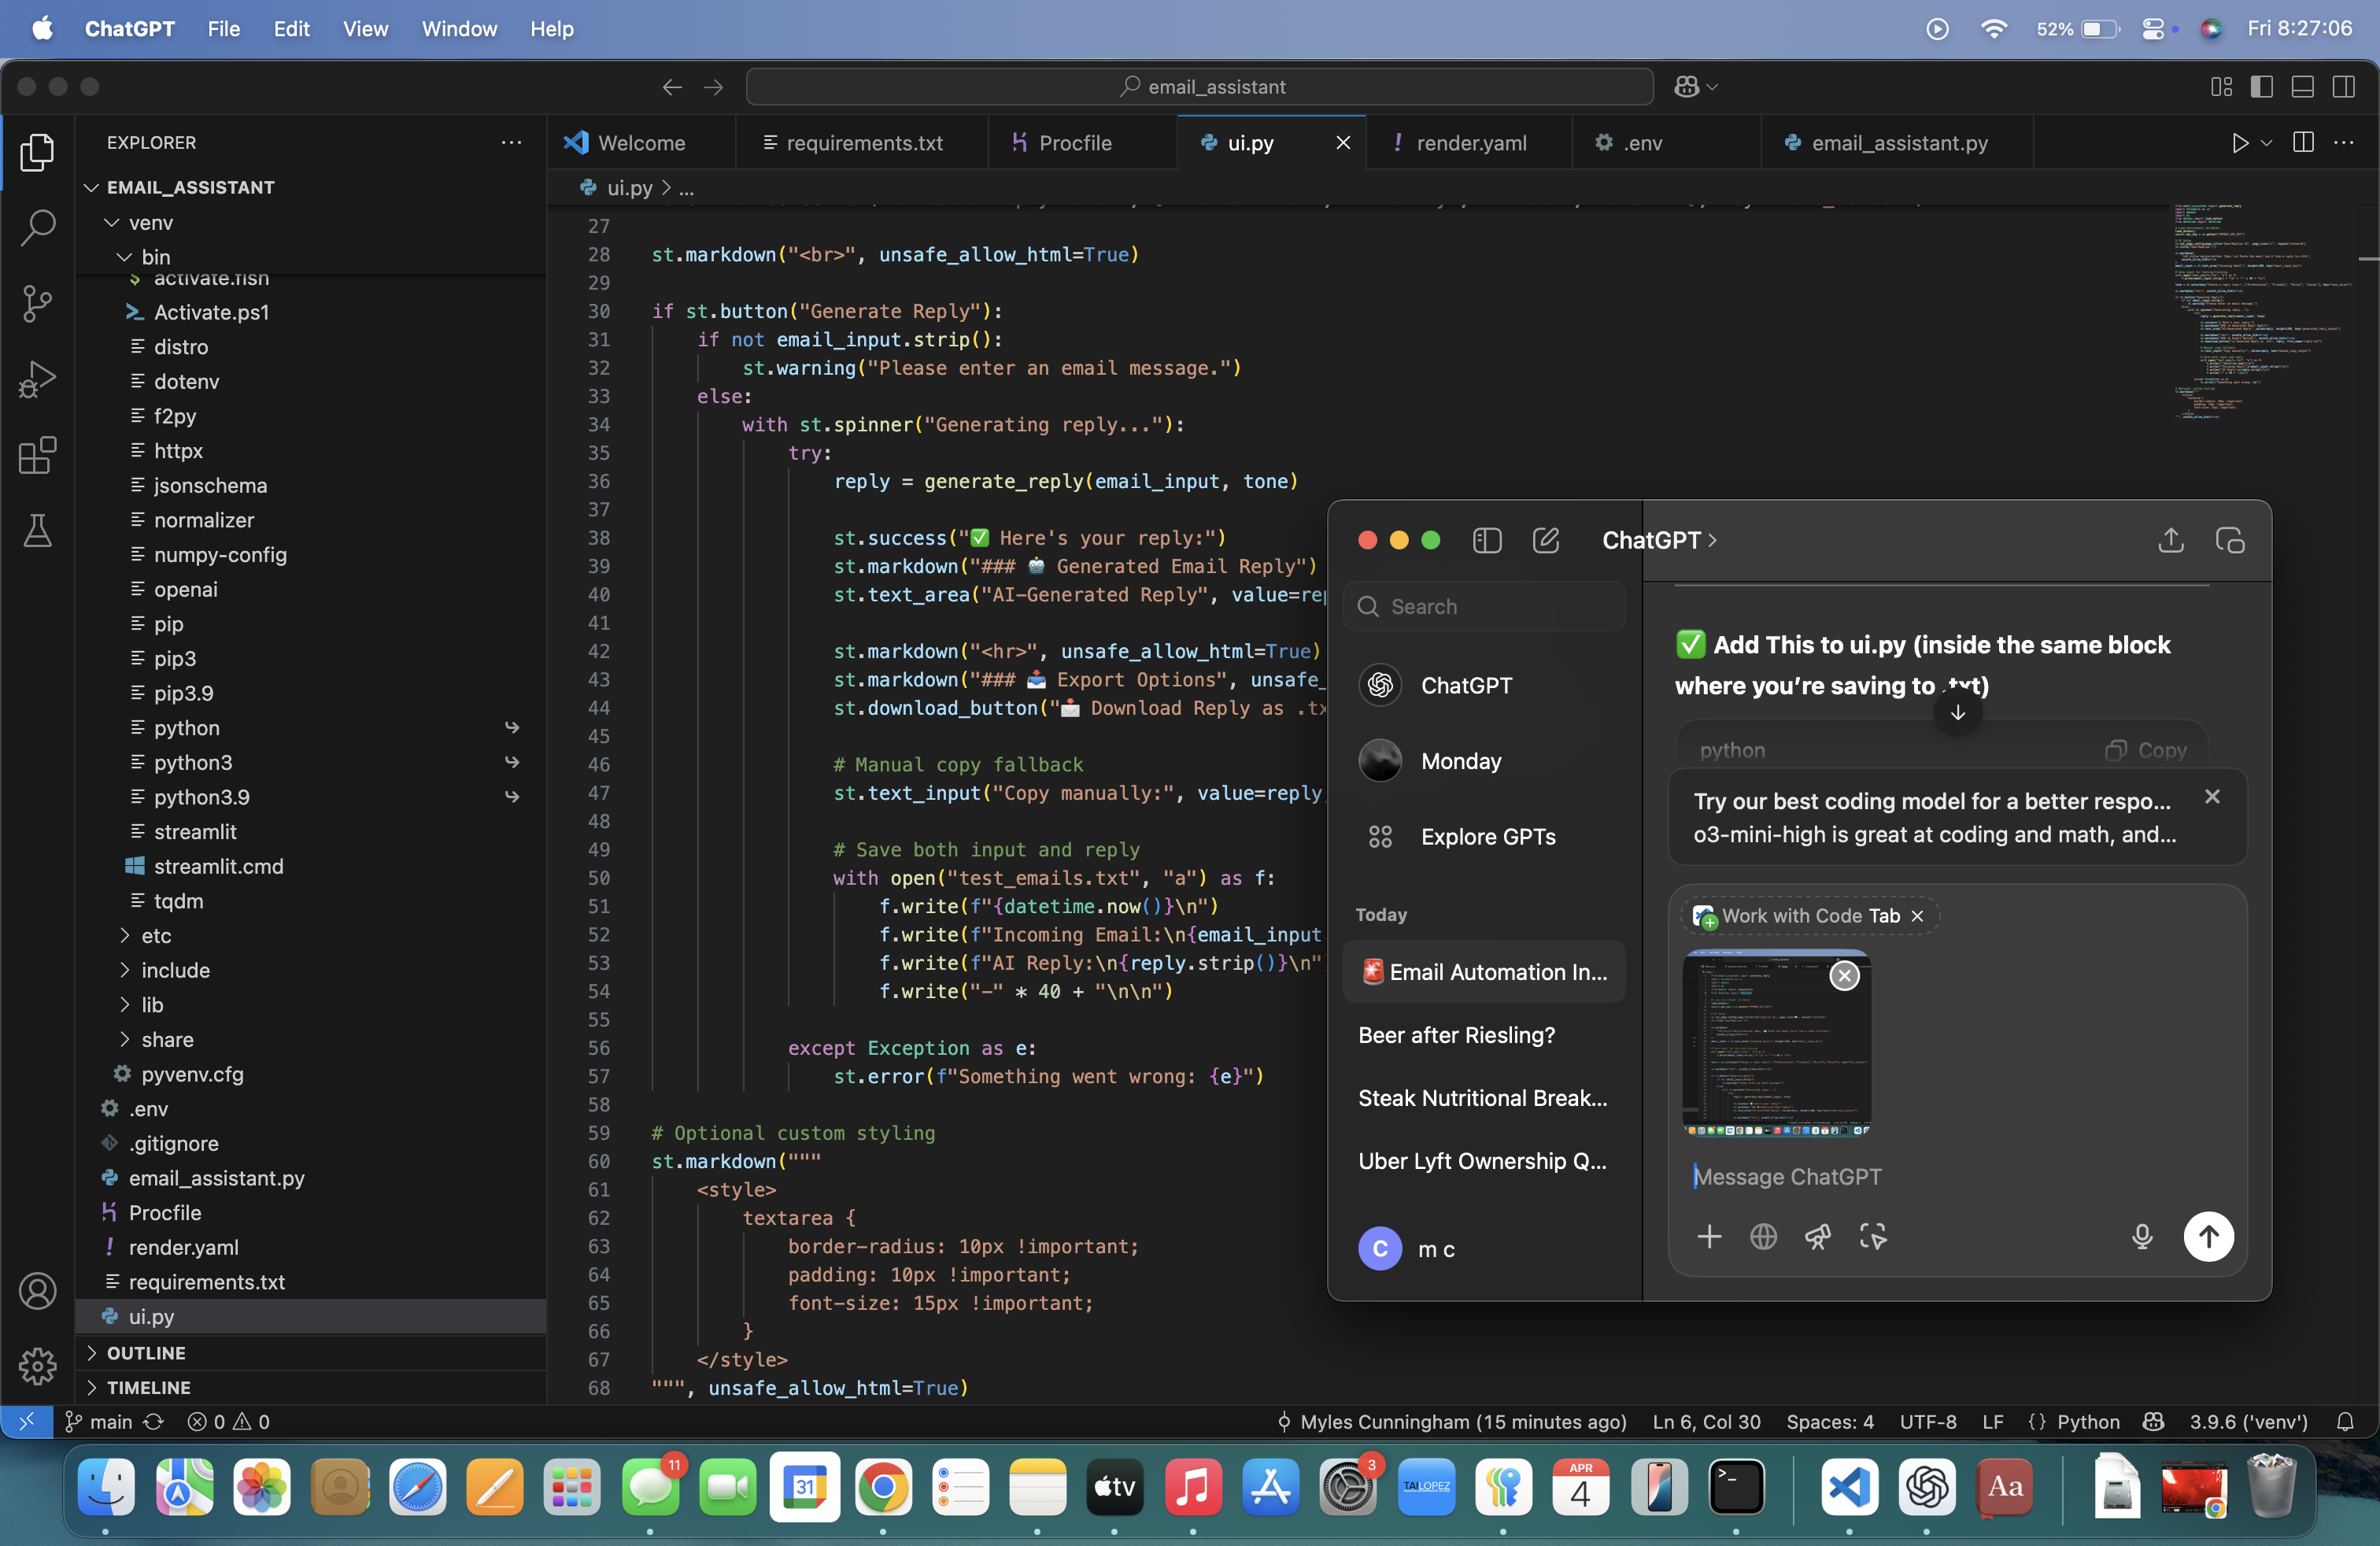 ChatGPT File Edit View Window Help 52% Fri 8:27:06
email_assistant
EXPLORER
EMAIL_ASSISTANT
venv
bin
activate.fish
Activate.ps1
distro
dotenv
f2py
httpx
jsonschema
normalizer
numpy-config
openai
pip
pip3
pip3.9
python
python3
python3.9
streamlit
streamlit.cmd
tqdm
etc
include
lib
share
pyvenv.cfg
.env
.gitignore
email_assistant.py
Procfile
render.yaml
requirements.txt
ui.py
OUTLINE
TIMELINE
Welcome requirements.txt Procfile ui.py render.yaml .env email_assistant.py
ui.py > ...
27
28 st.markdown("<br>", unsafe_allow_html=True)
29
30 if st.button("Generate Reply"):
31 if not email_input.strip():
32 st.warning("Please enter an email message.")
33 else:
34 with st.spinner("Generating reply..."):
35 try:
36 reply = generate_reply(email_input, tone)
37
38 st.success("✅ Here's your reply:")
39 st.markdown("### 🤖 Generated Email Reply")
40 st.text_area("AI-Generated Reply", value=rep
41
42 st.markdown("<hr>", unsafe_allow_html=True)
43 st.markdown("### 📤 Export Options", unsafe_
44 st.download_button("📩 Download Reply as .tx
45
46 # Manual copy fallback
47 st.text_input("Copy manually:", value=reply
48
49 # Save both input and reply
50 with open("test_emails.txt", "a") as f:
51 f.write(f"{datetime.now()}\n")
52 f.write(f"Incoming Email:\n{email_input
53 f.write(f"AI Reply:\n{reply.strip()}\n"
54 f.write("-" * 40 + "\n\n")
55
56 except Exception as e:
57 st.error(f"Something went wrong: {e}")
58
59 # Optional custom styling
60 st.markdown("""
61 <style>
62 textarea {
63 border-radius: 10px !important;
64 padding: 10px !important;
65 font-size: 15px !important;
66 }
67 </style>
68 """, unsafe_allow_html=True)
ChatGPT >
Search
ChatGPT
Monday
Explore GPTs
Today
🚨Email Automation In...
Beer after Riesling?
Steak Nutritional Break...
Uber Lyft Ownership Q...
C m c
✅ Add This to ui.py (inside the same block
where you’re saving to .txt)
python Copy
Try our best coding model for a better respo...
o3-mini-high is great at coding and math, and...
Work with Code Tab
Message ChatGPT
main 0 0 Myles Cunningham (15 minutes ago) Ln 6, Col 30 Spaces: 4 UTF-8 LF {} Python 3.9.6 ('venv')
11 31 tv 3 TAI LOPEZ APR 4 >_ Aa